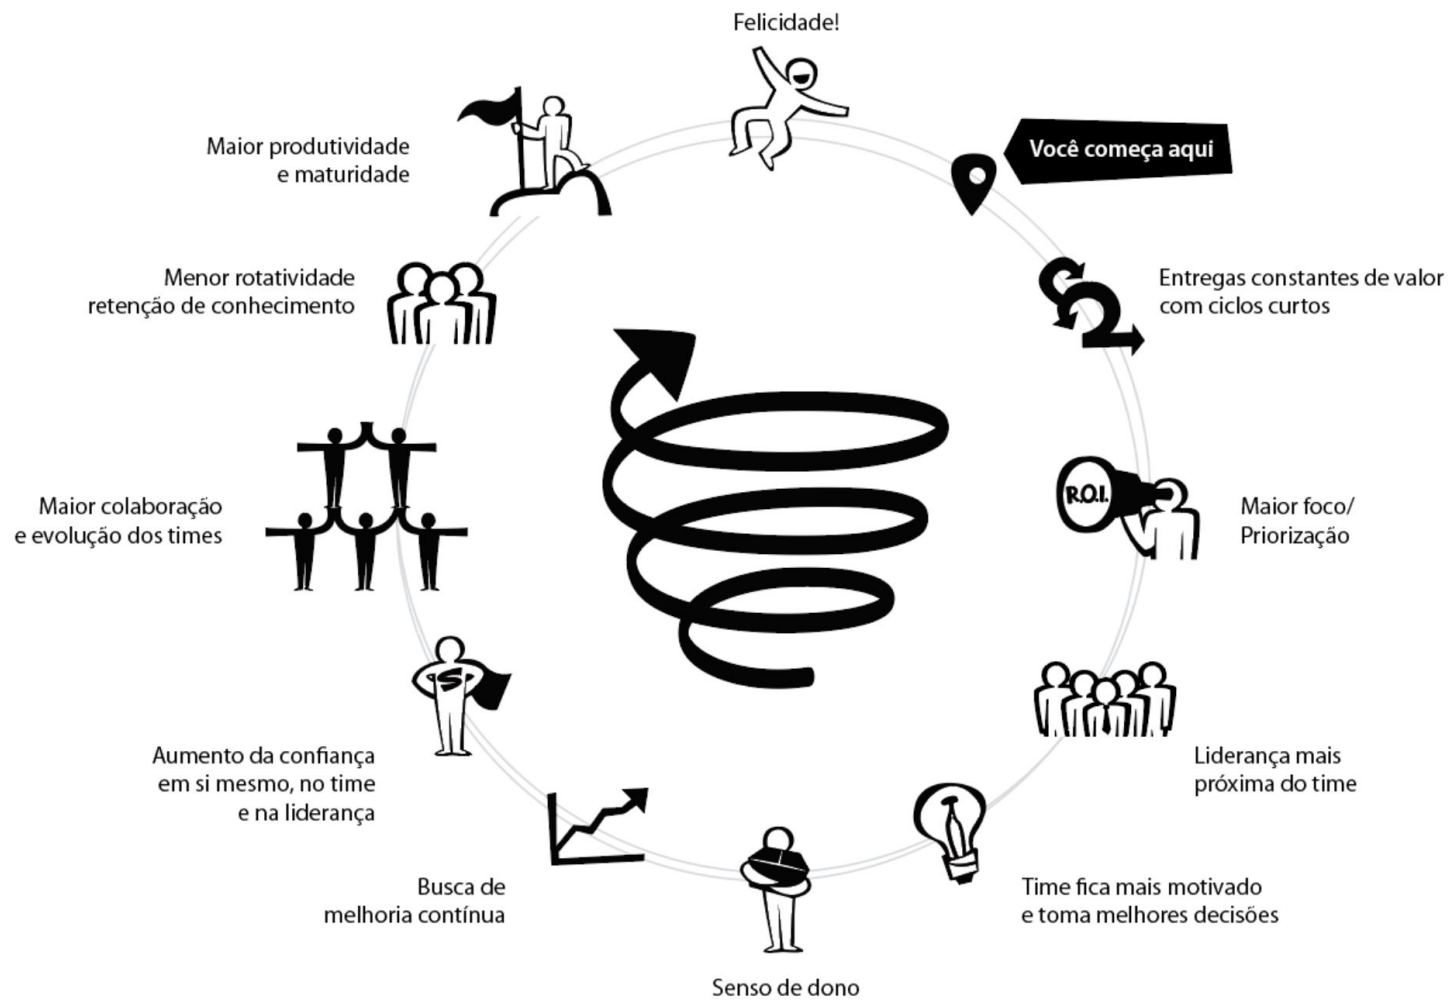 Felicidade!
Você começa aqui
Entregas constantes de valor
com ciclos curtos
R.O.I.
Maior foco/
Priorização
Liderança mais
próxima do time
Time fica mais motivado
e toma melhores decisões
Senso de dono
Busca de
melhoria contínua
Aumento da confiança
em si mesmo, no time
e na liderança
S
Maior colaboração
e evolução dos times
Menor rotatividade
retenção de conhecimento
Maior produtividade
e maturidade